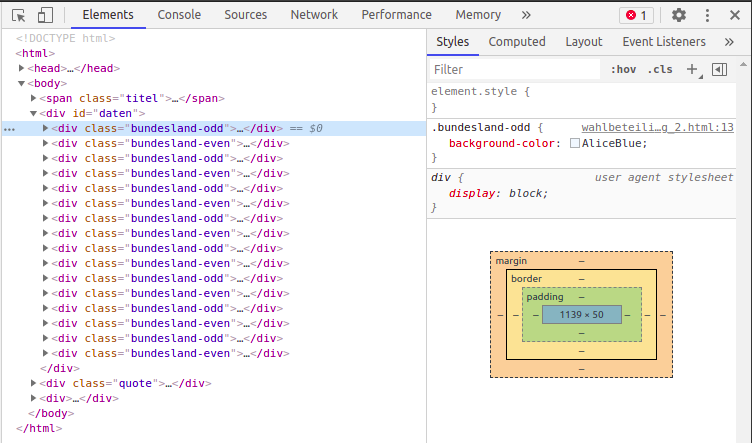 Elements Console Sources Network Performance Memory » 1
<!DOCTYPE html>
<html>
<head>…</head>
<body>
<span class="titel">…</span>
<div id="daten">
… <div class="bundesland-odd">…</div> == $0
<div class="bundesland-even">…</div>
<div class="bundesland-odd">…</div>
<div class="bundesland-even">…</div>
<div class="bundesland-odd">…</div>
<div class="bundesland-even">…</div>
<div class="bundesland-odd">…</div>
<div class="bundesland-even">…</div>
<div class="bundesland-odd">…</div>
<div class="bundesland-even">…</div>
<div class="bundesland-odd">…</div>
<div class="bundesland-even">…</div>
<div class="bundesland-odd">…</div>
<div class="bundesland-even">…</div>
<div class="bundesland-odd">…</div>
<div class="bundesland-even">…</div>
</div>
<div class="quote">…</div>
<div>…</div>
</body>
</html>
Styles Computed Layout Event Listeners »
Filter :hov .cls +
element.style {
}
.bundesland-odd { wahlbeteili…g_2.html:13
background-color: AliceBlue;
}
div { user agent stylesheet
display: block;
}
margin –
border –
padding –
– – – 1139 × 50 – – –
–
–
–